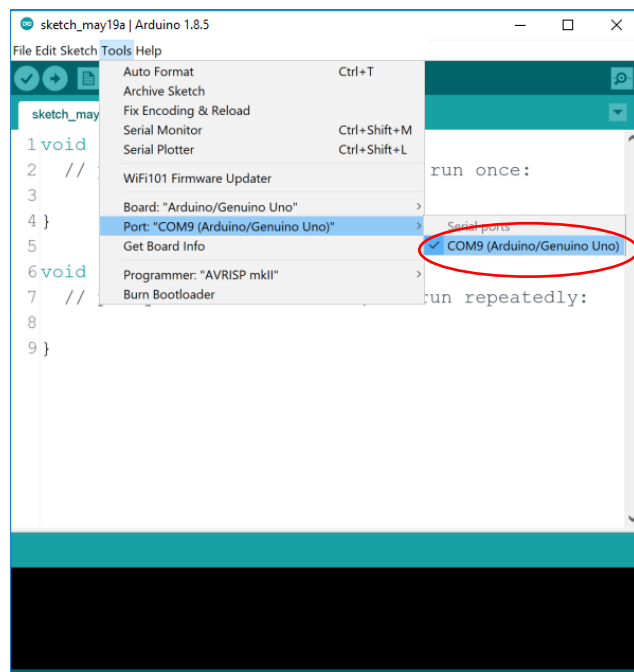 sketch_may19a | Arduino 1.8.5
File Edit Sketch Tools Help
sketch_may
Auto Format Ctrl+T
Archive Sketch
Fix Encoding & Reload
Serial Monitor Ctrl+Shift+M
Serial Plotter Ctrl+Shift+L
WiFi101 Firmware Updater
Board: "Arduino/Genuino Uno"
Port: "COM9 (Arduino/Genuino Uno)"
Get Board Info
Programmer: "AVRISP mkII"
Burn Bootloader
Serial ports
COM9 (Arduino/Genuino Uno)
1 void
2 // run once:
3
4 }
5
6 void
7 // run repeatedly:
8
9 }